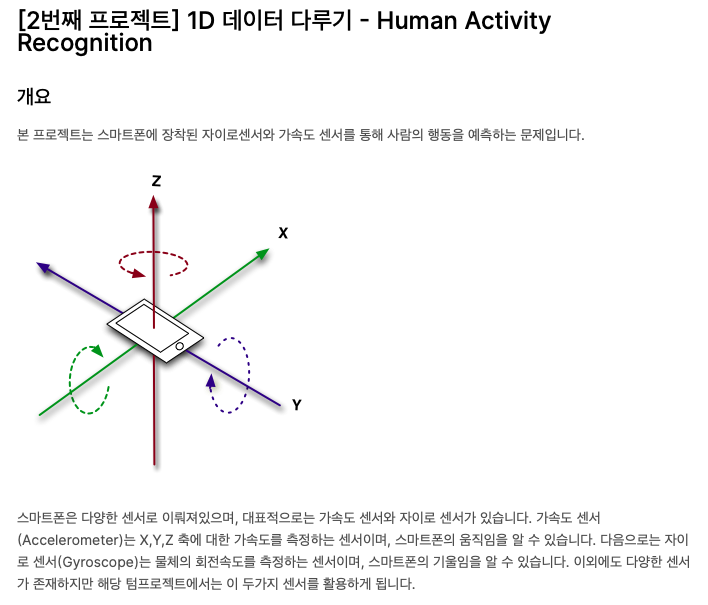 [2번째 프로젝트] 1D 데이터 다루기 - Human Activity
Recognition
개요
본 프로젝트는 스마트폰에 장착된 자이로센서와 가속도 센서를 통해 사람의 행동을 예측하는 문제입니다.
Z
X
Y
스마트폰은 다양한 센서로 이뤄져있으며, 대표적으로는 가속도 센서와 자이로 센서가 있습니다. 가속도 센서
(Accelerometer)는 X,Y,Z 축에 대한 가속도를 측정하는 센서이며, 스마트폰의 움직임을 알 수 있습니다. 다음으로는 자이
로 센서(Gyroscope)는 물체의 회전속도를 측정하는 센서이며, 스마트폰의 기울임을 알 수 있습니다. 이외에도 다양한 센서
가 존재하지만 해당 텀프로젝트에서는 이 두가지 센서를 활용하게 됩니다.